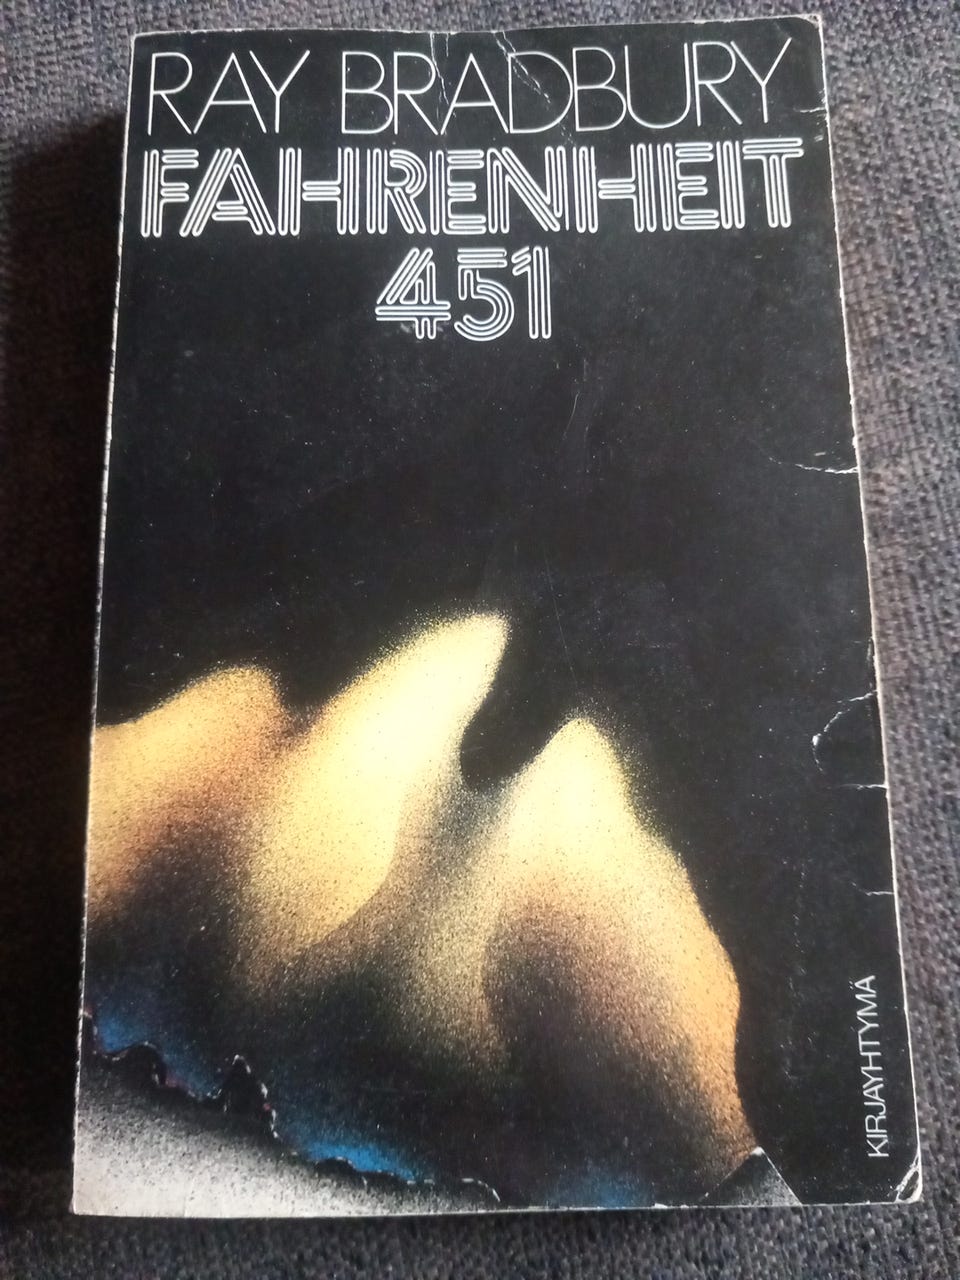 RAY BRADBURY
FAHRENHEIT
451
KIRJAYHTYMÄ